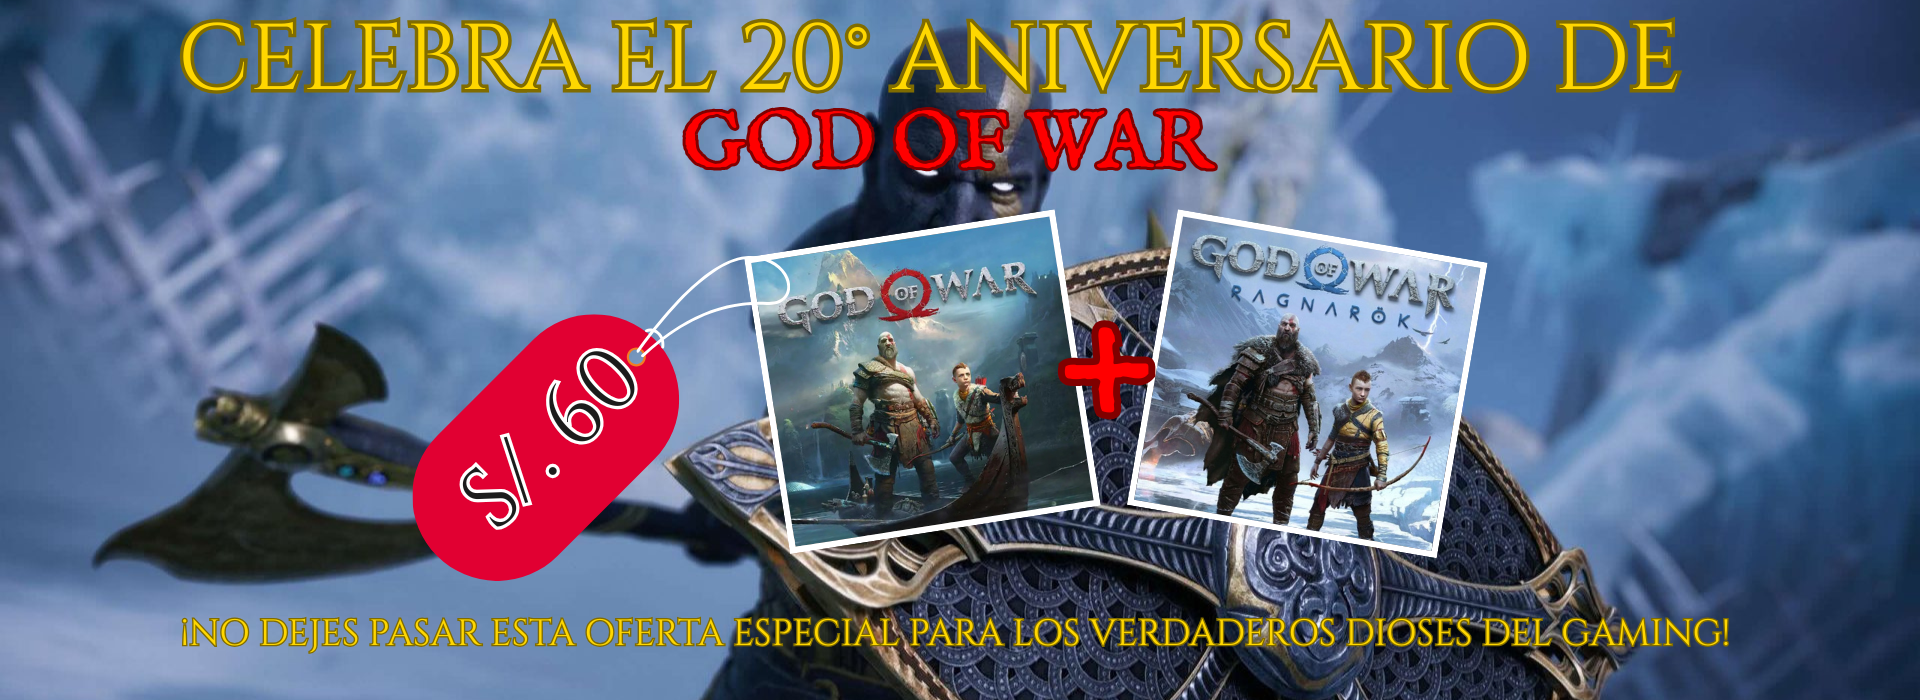 CELEBRA EL 20° ANIVERSARIO DE
GOD OF WAR
S/. 60
GOD OF WAR
+
GOD OF WAR
RAGNARÖK
¡NO DEJES PASAR ESTA OFERTA ESPECIAL PARA LOS VERDADEROS DIOSES DEL GAMING!